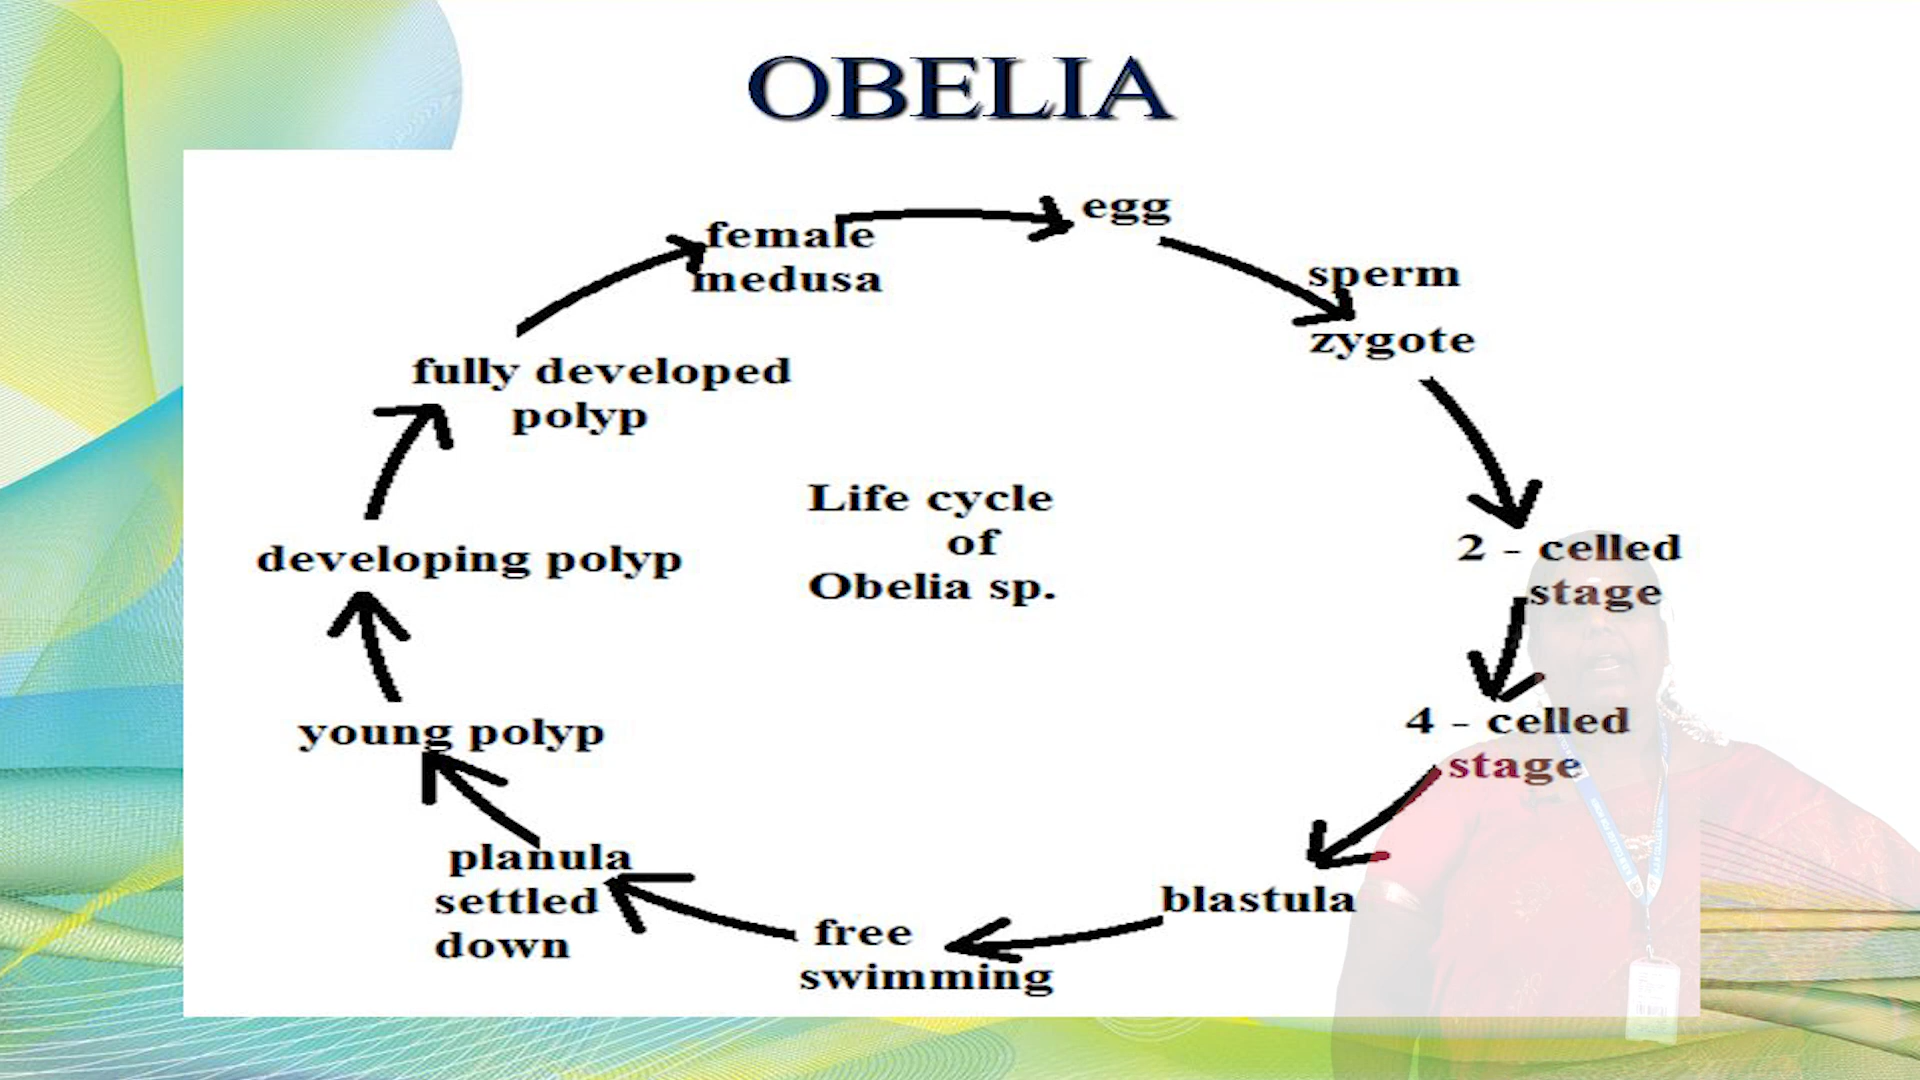 OBELIA
egg
female
medusa
sperm
zygote
fully developed
polyp
Life cycle
of
Obelia sp.
2 - celled
stage
developing polyp
4 - celled
stage
young polyp
planula
settled
down
blastula
free
swimming